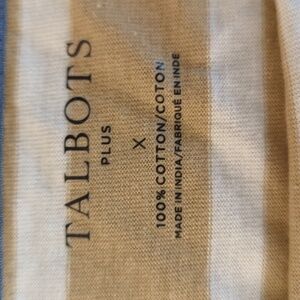 TALBOTS
PLUS
X
100% COTTON/COTON
MADE IN INDIA/FABRIQUÉ EN INDE